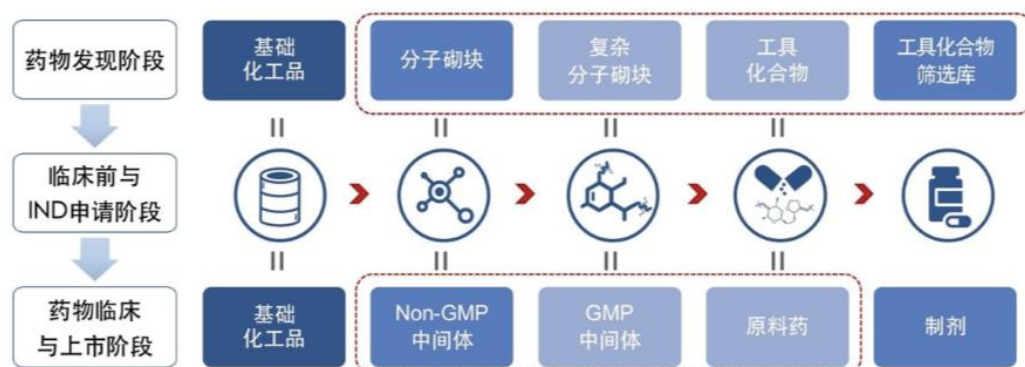 药物发现阶段
基础
化工品
分子砌块
复杂
分子砌块
工具
化合物
工具化合物
筛选库
临床前与
IND申请阶段
药物临床
与上市阶段
基础
化工品
Non-GMP
中间体
GMP
中间体
原料药
制剂